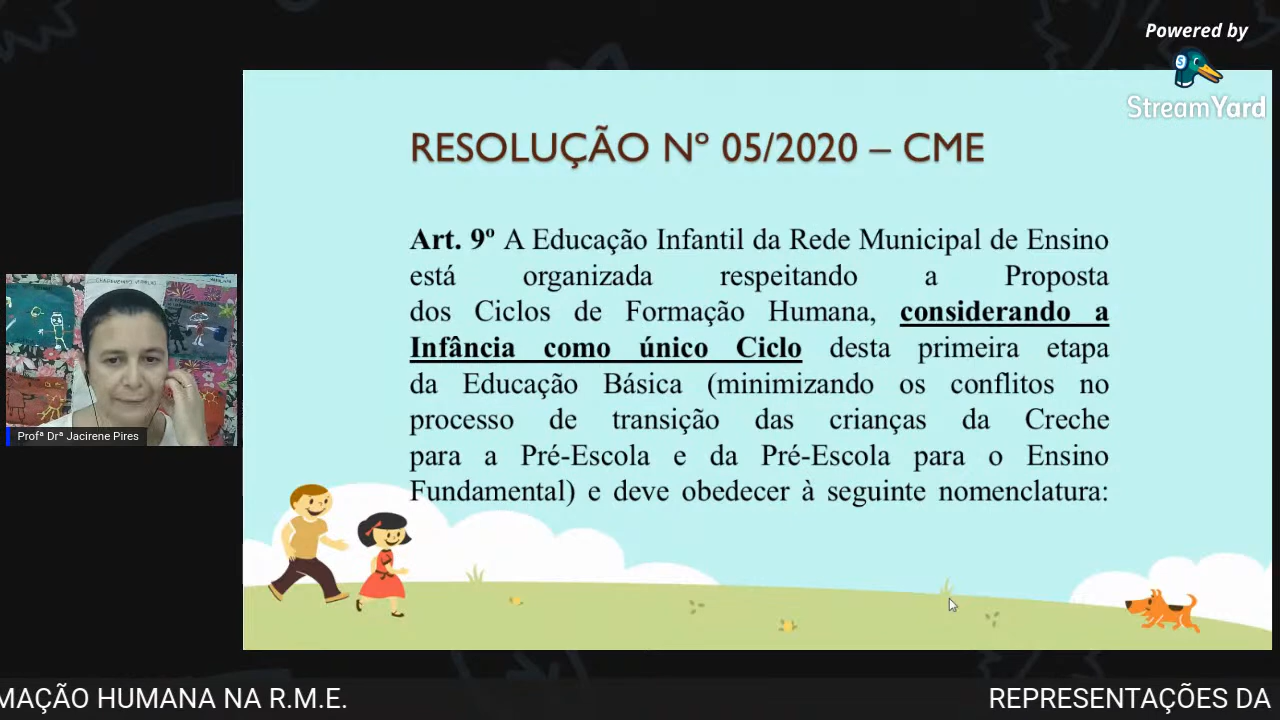 Powered by
StreamYard
RESOLUÇÃO Nº 05/2020 – CME
Art. 9º A Educação Infantil da Rede Municipal de Ensino
está organizada respeitando a Proposta
dos Ciclos de Formação Humana, considerando a
Infância como único Ciclo desta primeira etapa
da Educação Básica (minimizando os conflitos no
processo de transição das crianças da Creche
para a Pré-Escola e da Pré-Escola para o Ensino
Fundamental) e deve obedecer à seguinte nomenclatura:
Profª Drª Jacirene Pires
MAÇÃO HUMANA NA R.M.E.
REPRESENTAÇÕES DA